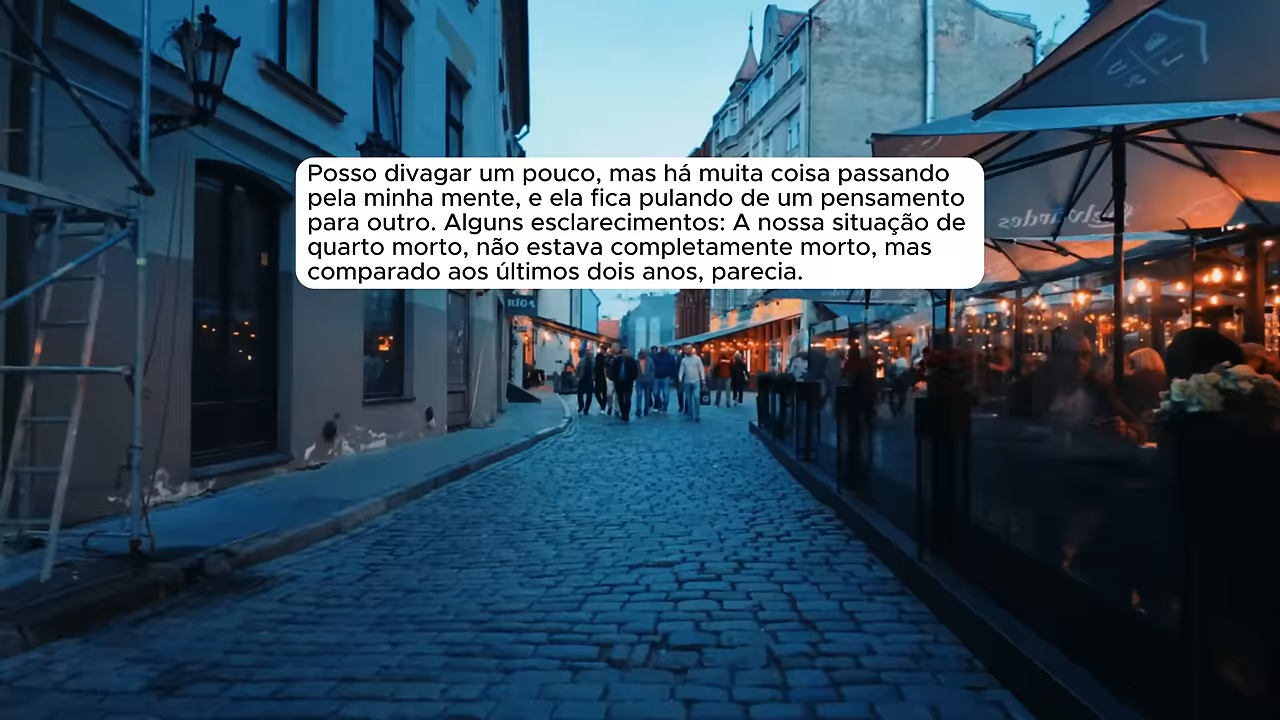 Posso divagar um pouco, mas há muita coisa passando
pela minha mente, e ela fica pulando de um pensamento
para outro. Alguns esclarecimentos: A nossa situação de
quarto morto, não estava completamente morto, mas
comparado aos últimos dois anos, parecia.
RIGA